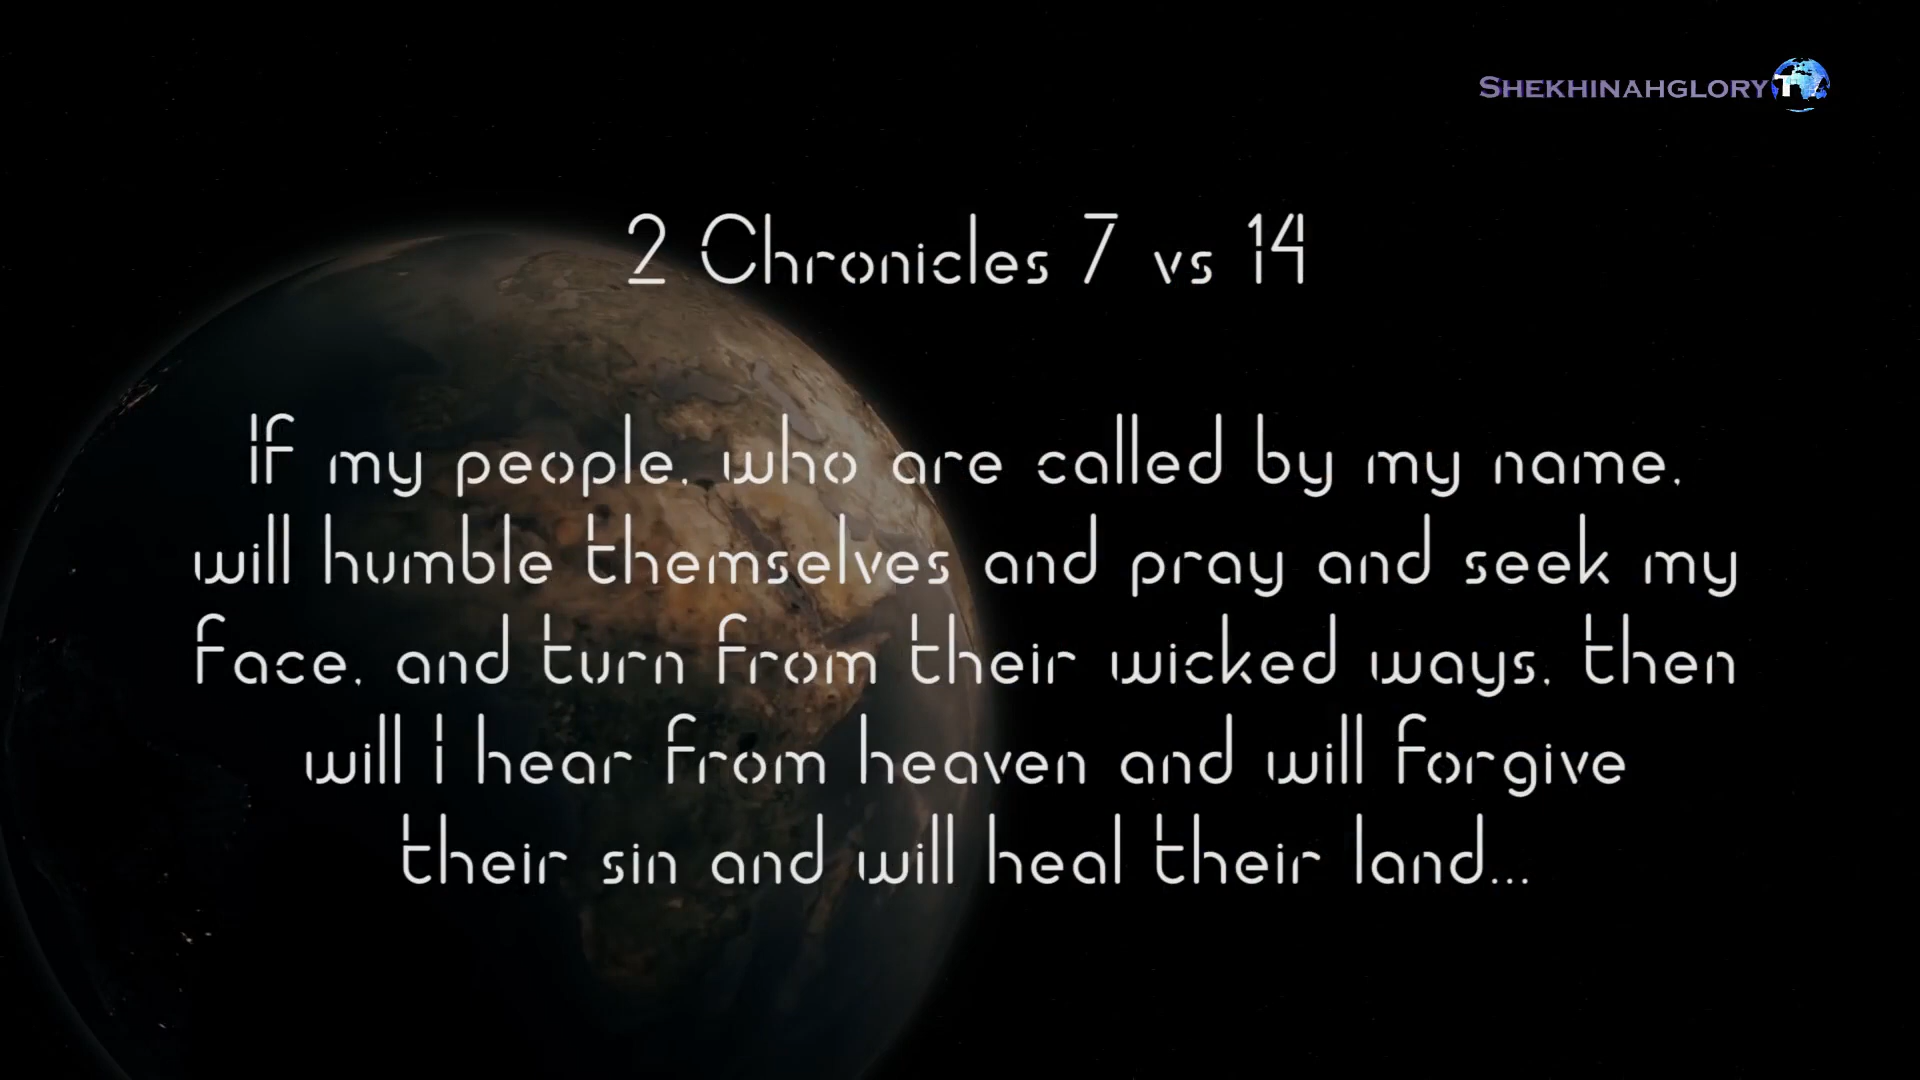 SHEKHINAHGLORY TV
2 Chronicles 7 vs 14
If my people, who are called by my name,
will humble themselves and pray and seek my
face, and turn from their wicked ways, then
will I hear from heaven and will forgive
their sin and will heal their land...